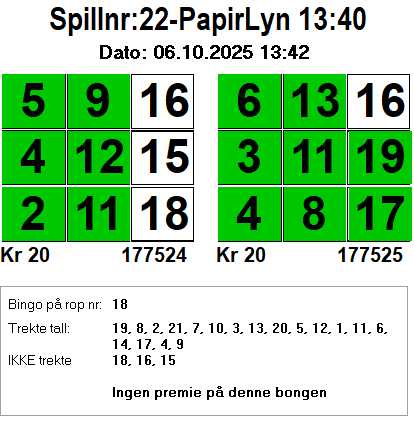 Spillnr:22-PapirLyn 13:40
Dato: 06.10.2025 13:42
5 9 16 6 13 16
4 12 15 3 11 19
2 11 18 4 8 17
Kr 20 177524 Kr 20 177525
Bingo på rop nr: 18
Trekte tall: 19, 8, 2, 21, 7, 10, 3, 13, 20, 5, 12, 1, 11, 6,
14, 17, 4, 9
IKKE trekte 18, 16, 15
Ingen premie på denne bongen